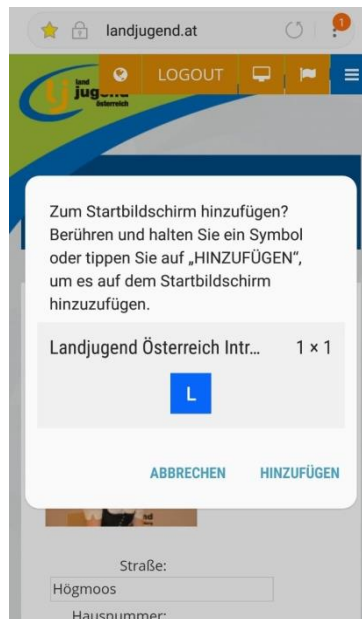 landjugend.at
1
land
jugend
österreich
LOGOUT
Zum Startbildschirm hinzufügen?
Berühren und halten Sie ein Symbol
oder tippen Sie auf „HINZUFÜGEN“,
um es auf dem Startbildschirm
hinzuzufügen.
Landjugend Österreich Intr... 1 × 1
L
ABBRECHEN HINZUFÜGEN
Straße:
Högmoos
Hausnummer: